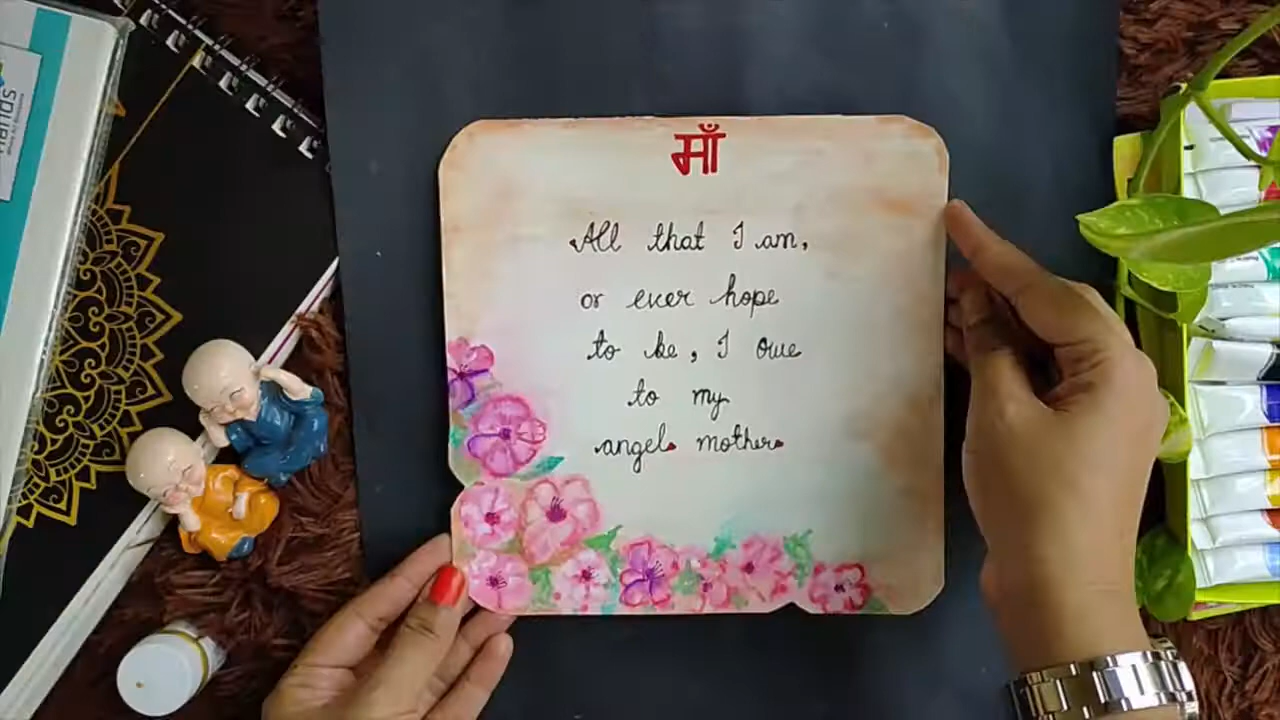 माँ
All that I am,
or ever hope
to be, I owe
to my
angel mother